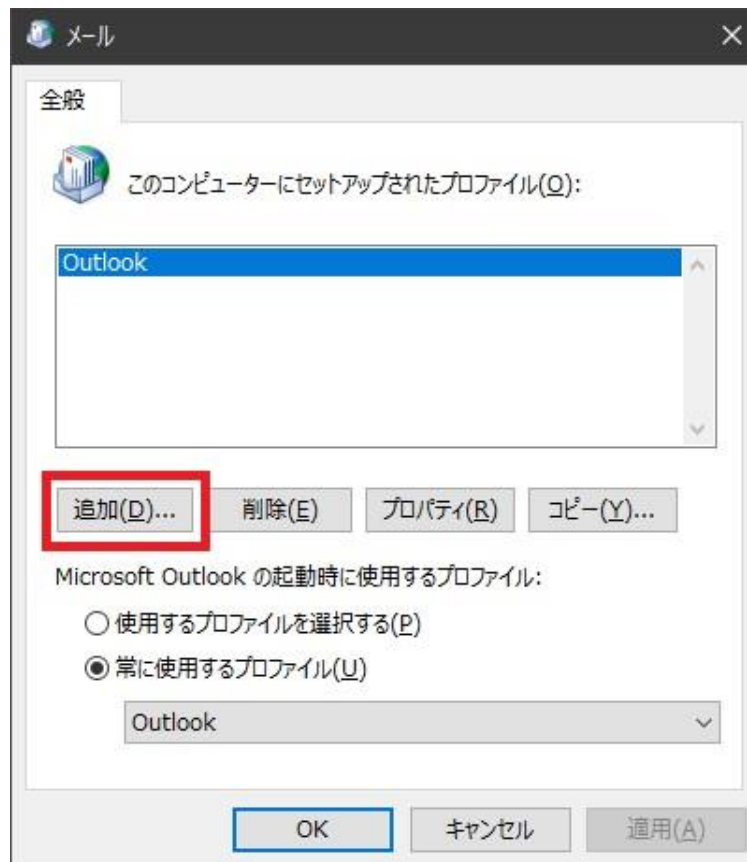 メール
全般
このコンピューターにセットアップされたプロファイル(O):
Outlook
追加(D)... 削除(E) プロパティ(R) コピー(Y)...
Microsoft Outlook の起動時に使用するプロファイル:
使用するプロファイルを選択する(P)
常に使用するプロファイル(U)
Outlook
OK キャンセル 適用(A)